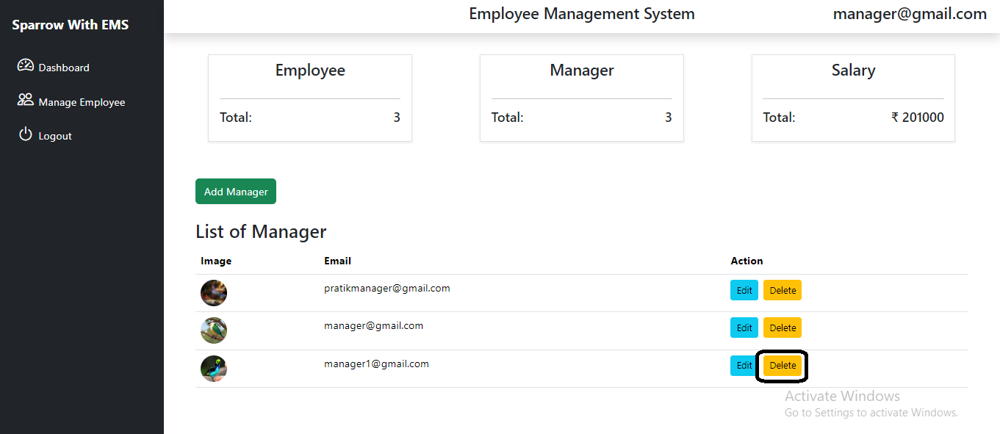 Sparrow With EMS
Dashboard
Manage Employee
Logout
Employee Management System
manager@gmail.com
Employee
Total: 3
Manager
Total: 3
Salary
Total: ₹ 201000
Add Manager
List of Manager
Image Email Action
pratikmanager@gmail.com Edit Delete
manager@gmail.com Edit Delete
manager1@gmail.com Edit Delete
Activate Windows
Go to Settings to activate Windows.